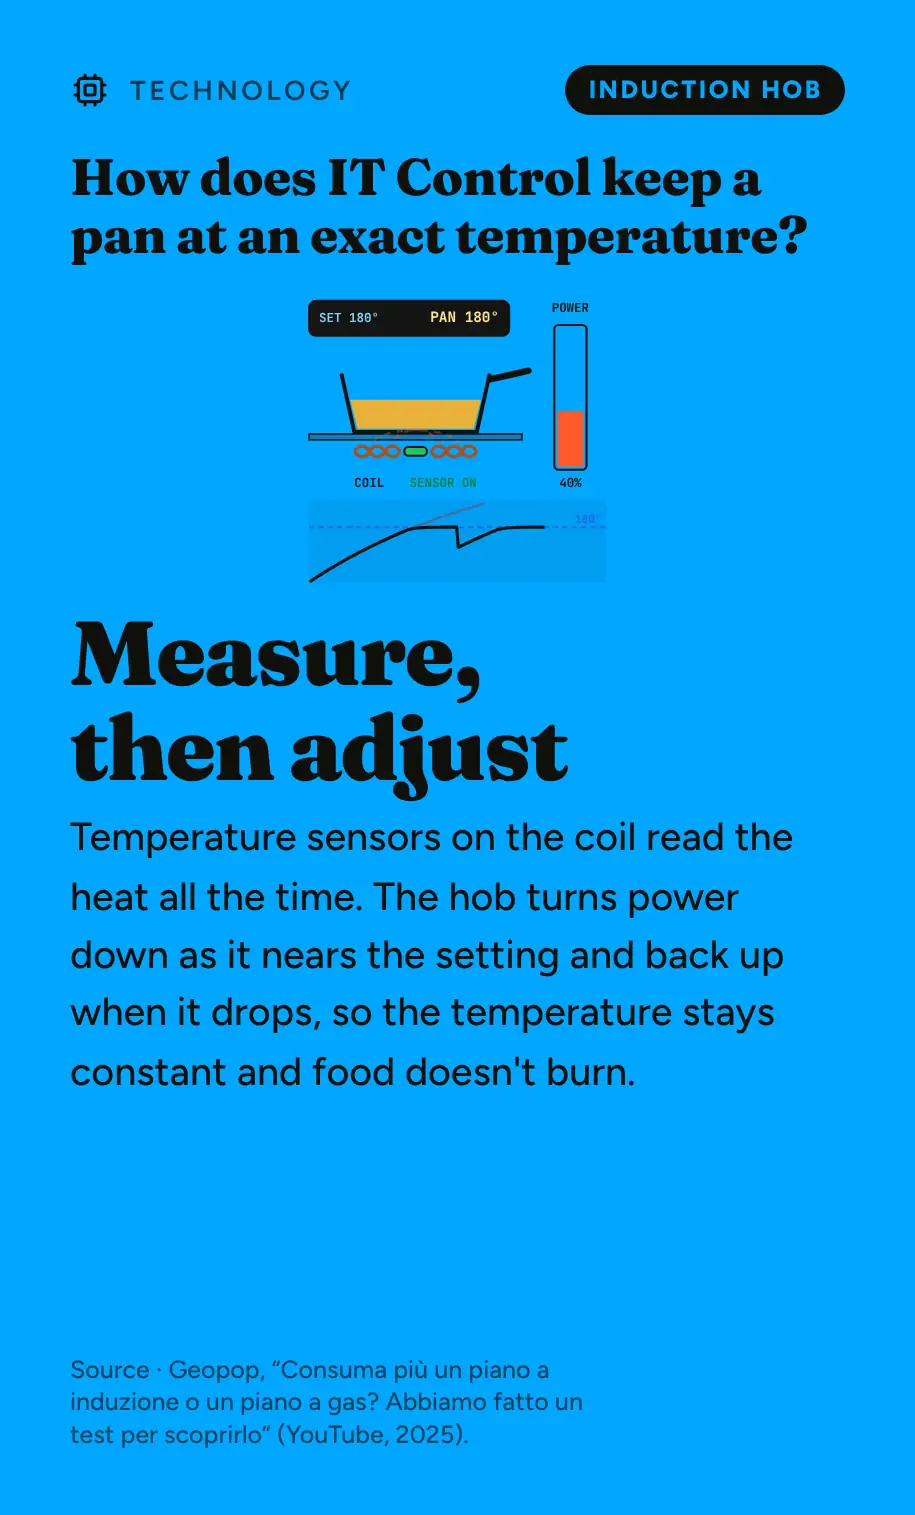 TECHNOLOGY
INDUCTION HOB
How does IT Control keep a
pan at an exact temperature?
SET 180°
PAN 180°
POWER
40%
COIL
SENSOR ON
180°
Measure,
then adjust
Temperature sensors on the coil read the
heat all the time. The hob turns power
down as it nears the setting and back up
when it drops, so the temperature stays
constant and food doesn't burn.
Source · Geopop, “Consuma più un piano a
induzione o un piano a gas? Abbiamo fatto un
test per scoprirlo” (YouTube, 2025).